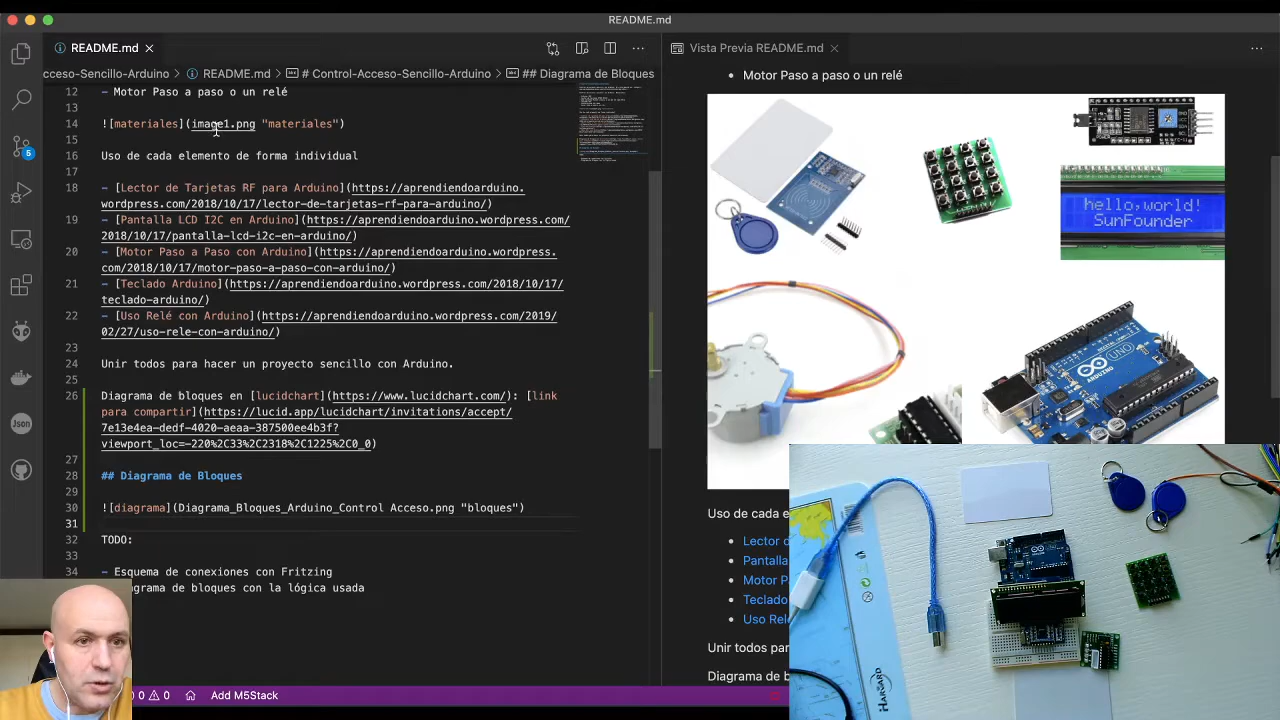 README.md
README.md
Vista Previa README.md
cceso-Sencillo-Arduino > README.md > # Control-Acceso-Sencillo-Arduino > ## Diagrama de Bloques
12 - Motor Paso a paso o un relé
13
14 ![materiales](image1.png "materiales")
15
16 Uso de cada elemento de forma individual
18 - [Lector de Tarjetas RF para Arduino](https://aprendiendoarduino.
wordpress.com/2018/10/17/lector-de-tarjetas-rf-para-arduino/)
19 - [Pantalla LCD I2C en Arduino](https://aprendiendoarduino.wordpress.com/
2018/10/17/pantalla-lcd-i2c-en-arduino/)
20 - [Motor Paso a Paso con Arduino](https://aprendiendoarduino.wordpress.
com/2018/10/17/motor-paso-a-paso-con-arduino/)
21 - [Teclado Arduino](https://aprendiendoarduino.wordpress.com/2018/10/17/
teclado-arduino/)
22 - [Uso Relé con Arduino](https://aprendiendoarduino.wordpress.com/2019/
02/27/uso-rele-con-arduino/)
23
24 Unir todos para hacer un proyecto sencillo con Arduino.
25
26 Diagrama de bloques en [lucidchart](https://www.lucidchart.com/): [link
para compartir](https://lucid.app/lucidchart/invitations/accept/
7e13e4ea-dedf-4020-aeaa-387500ee4b3f?
viewport_loc=-220%2C33%2C2318%2C1225%2C0_0)
27
28 ## Diagrama de Bloques
29
30 ![diagrama](Diagrama_Bloques_Arduino_Control Acceso.png "bloques")
31
32 TODO:
33
34 - Esquema de conexiones con Fritzing
grama de bloques con la lógica usada
5
Json
0 0 Add M5Stack
Motor Paso a paso o un relé
hello,world!
SunFounder
UNO
ARDUINO
Uso de cada e
Lector d
Pantalla
Motor P
Teclado
Uso Relé
Unir todos par
Diagrama de b
HARVARD